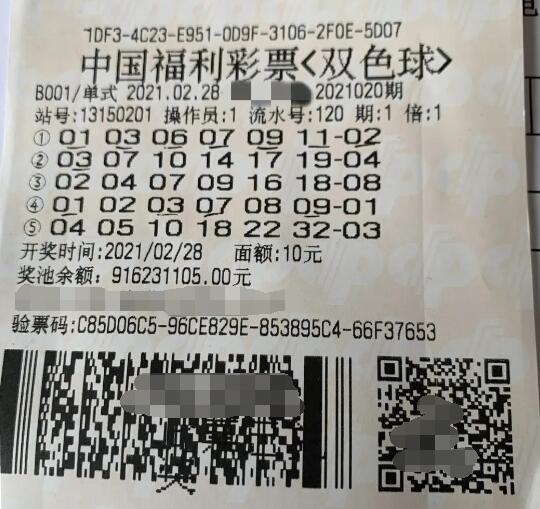 1DF3-4C23-E951-0D9F-3106-2F0E-5D07
中国福利彩票<双色球>
B001/单式 2021.02.28 2021020期
站号:13150201 操作员:1 流水号:120 期:1 倍:1
① 01 03 06 07 09 11-02
② 03 07 10 14 17 19-04
③ 02 04 07 09 16 18-08
④ 01 02 03 07 08 09-01
⑤ 04 05 10 18 22 32-03
开奖时间:2021/02/28 面额:10元
奖池余额: 916231105.00元
验票码:C85D06C5-96CE829E-853895C4-66F37653